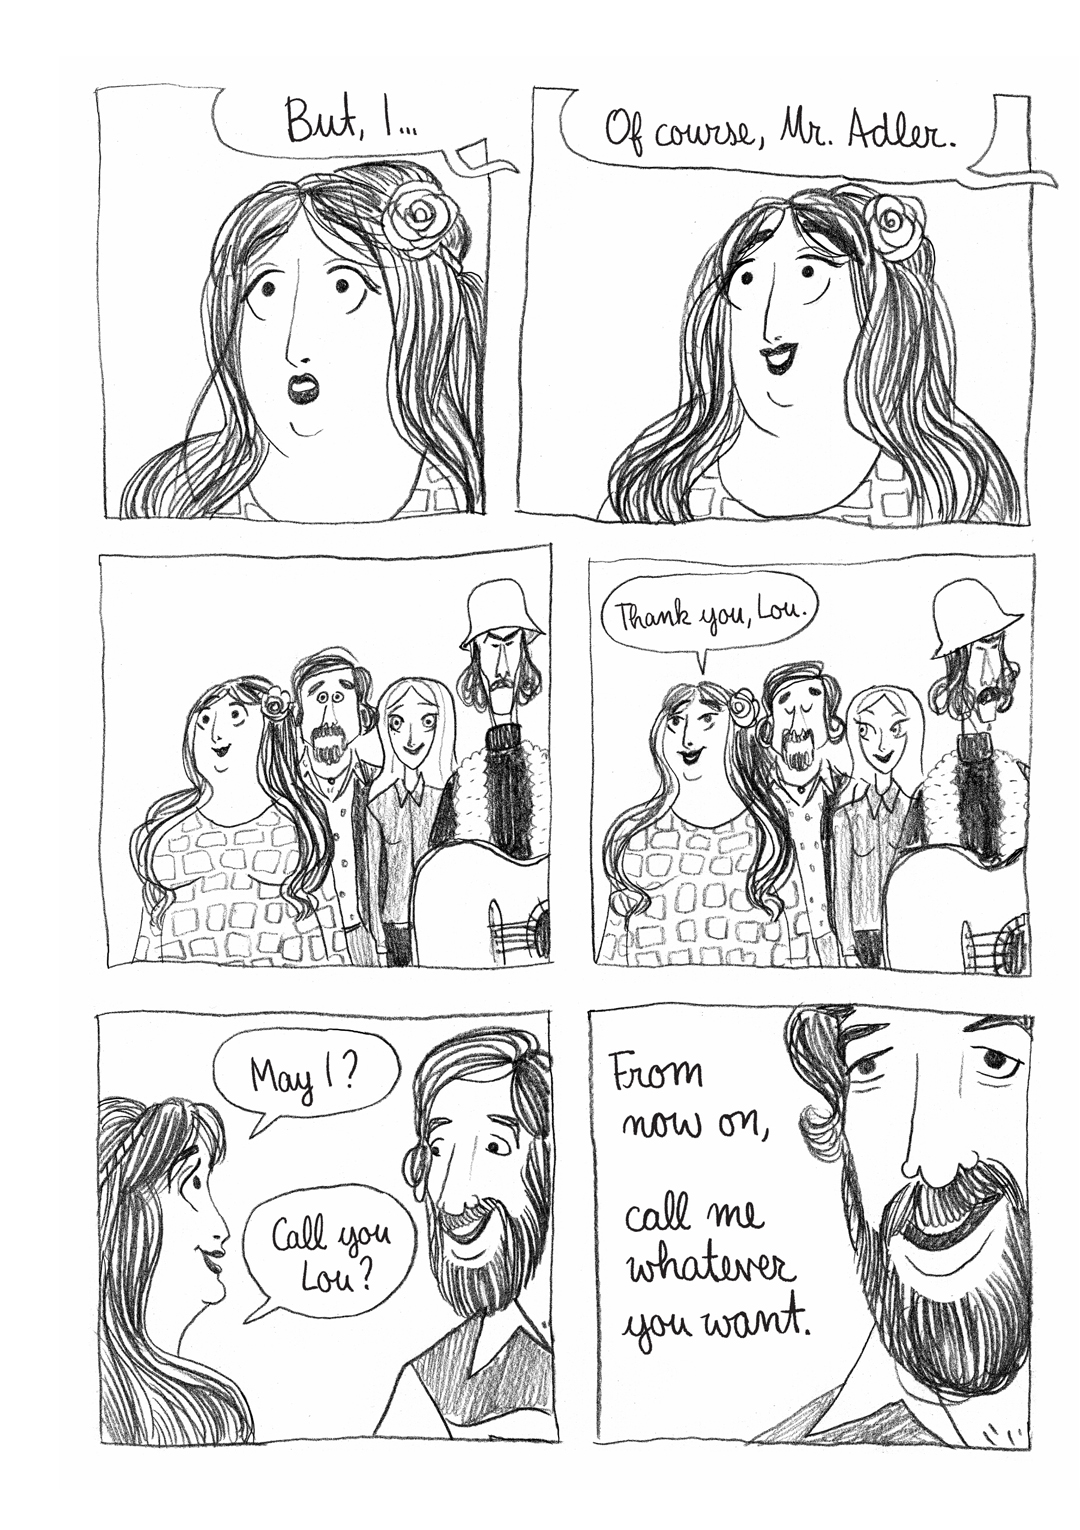 But, I...
Of course, Mr. Adler.
Thank you, Lou.
May I?
Call you
Lou?
From
now on,
call me
whatever
you want.